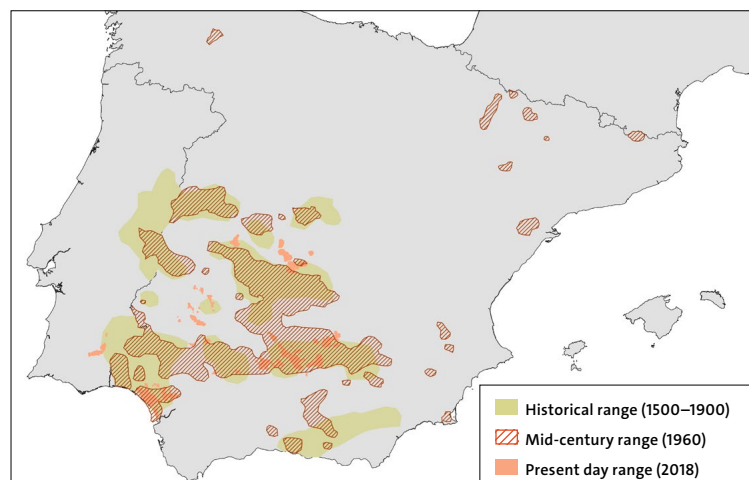 Historical range (1500–1900)
Mid-century range (1960)
Present day range (2018)